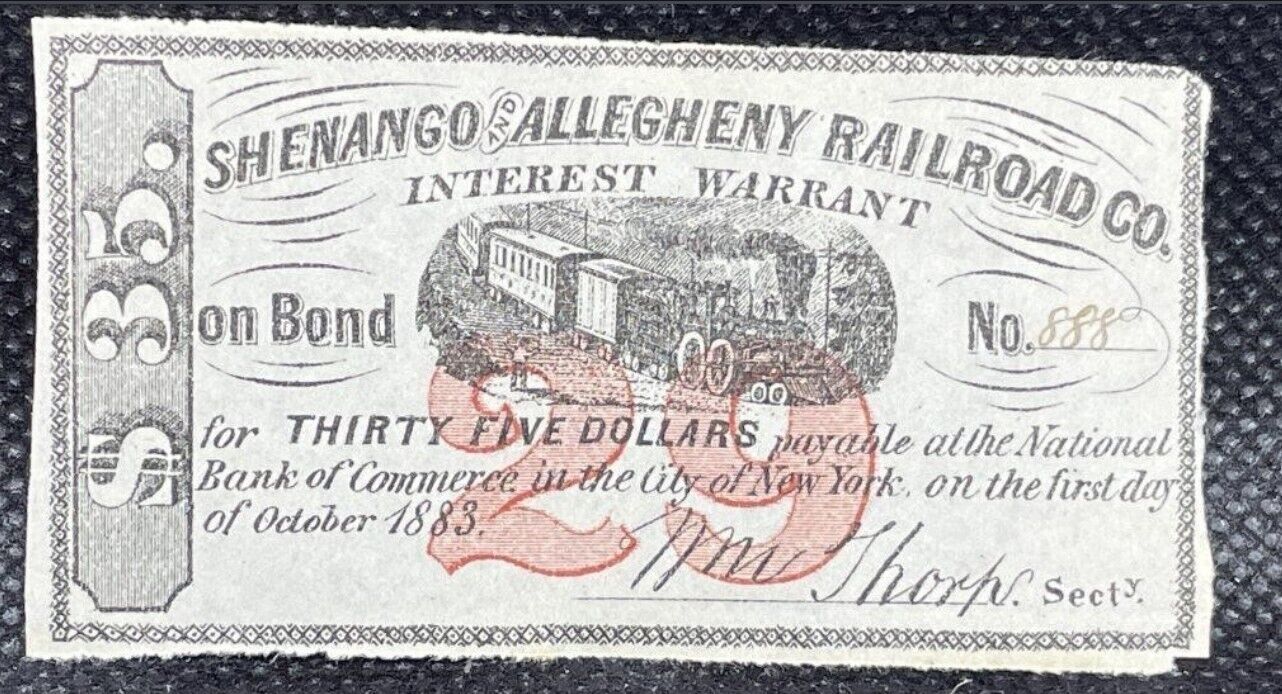 $35.
SHENANGO AND ALLEGHENY RAILROAD CO.
INTEREST WARRANT
on Bond No. 888
29
for THIRTY FIVE DOLLARS payable at the National
Bank of Commerce in the City of New York, on the first day
of October 1883.
Wm Thorp. Secty.